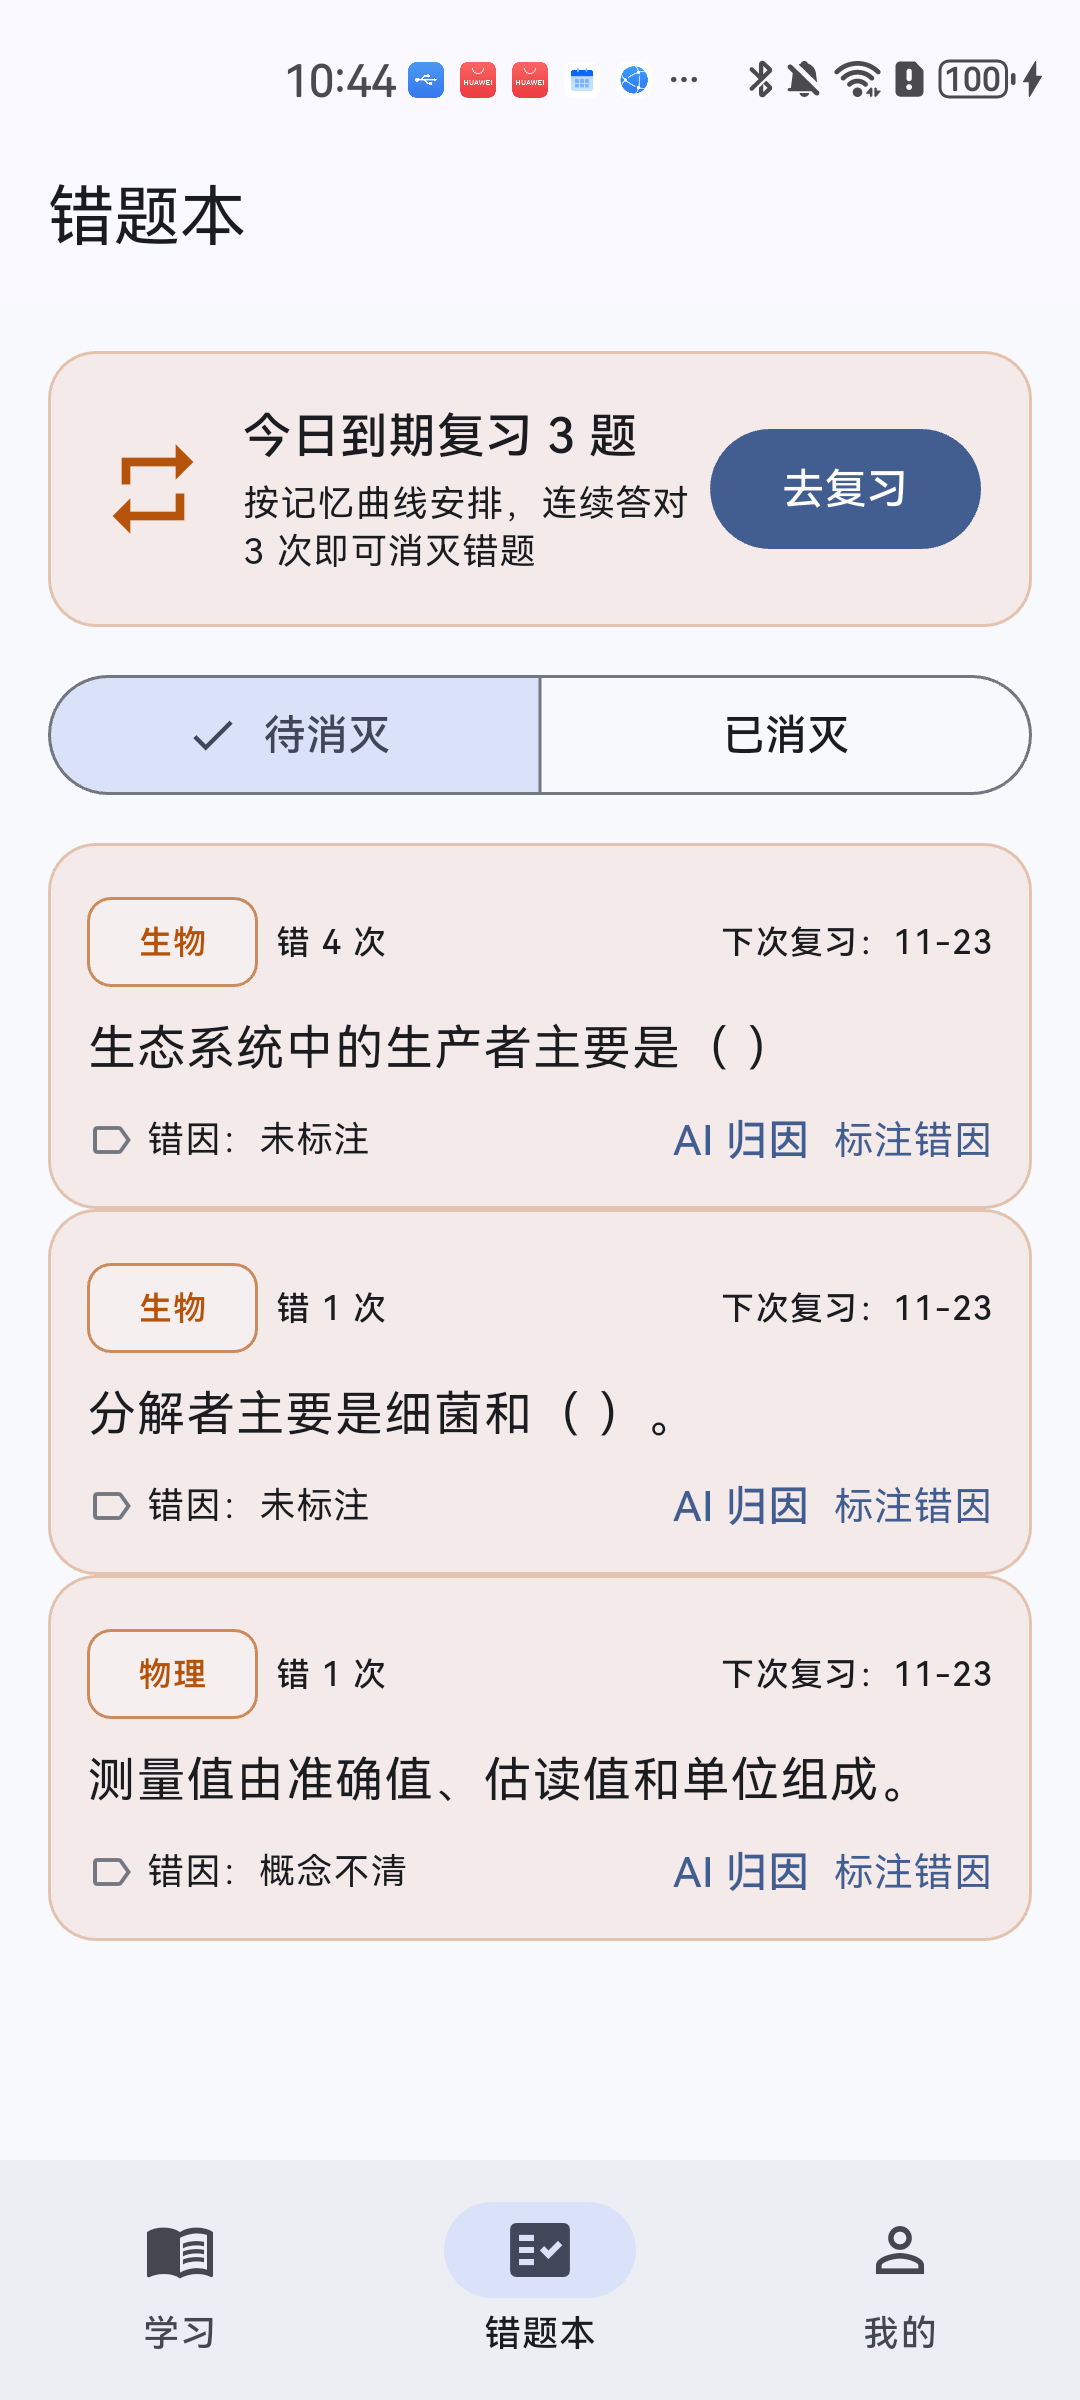 10:44
HUAWEI
HUAWEI
100
错题本
今日到期复习 3 题
按记忆曲线安排，连续答对
3 次即可消灭错题
去复习
待消灭
已消灭
生物 错 4 次 下次复习：11-23
生态系统中的生产者主要是（ ）
错因：未标注 AI 归因 标注错因
生物 错 1 次 下次复习：11-23
分解者主要是细菌和（ ）。
错因：未标注 AI 归因 标注错因
物理 错 1 次 下次复习：11-23
测量值由准确值、估读值和单位组成。
错因：概念不清 AI 归因 标注错因
学习
错题本
我的